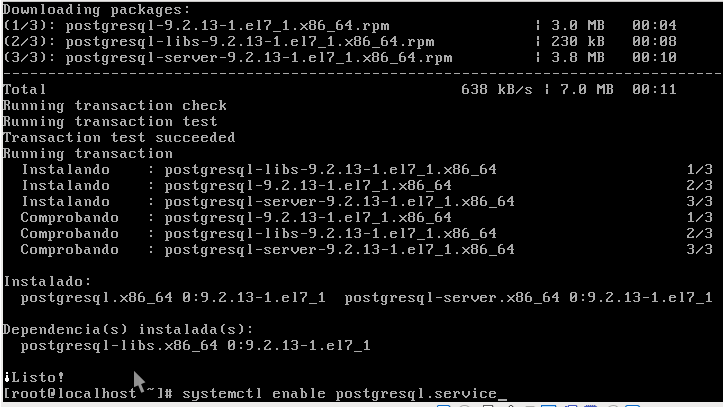 Downloading packages:
(1/3): postgresql-9.2.13-1.el7_1.x86_64.rpm | 3.0 MB 00:04
(2/3): postgresql-libs-9.2.13-1.el7_1.x86_64.rpm | 230 kB 00:08
(3/3): postgresql-server-9.2.13-1.el7_1.x86_64.rpm | 3.8 MB 00:10
--------------------------------------------------------------------------------
Total 638 kB/s | 7.0 MB 00:11
Running transaction check
Running transaction test
Transaction test succeeded
Running transaction
Instalando : postgresql-libs-9.2.13-1.el7_1.x86_64 1/3
Instalando : postgresql-9.2.13-1.el7_1.x86_64 2/3
Instalando : postgresql-server-9.2.13-1.el7_1.x86_64 3/3
Comprobando : postgresql-9.2.13-1.el7_1.x86_64 1/3
Comprobando : postgresql-libs-9.2.13-1.el7_1.x86_64 2/3
Comprobando : postgresql-server-9.2.13-1.el7_1.x86_64 3/3
Instalado:
postgresql.x86_64 0:9.2.13-1.el7_1 postgresql-server.x86_64 0:9.2.13-1.el7_1
Dependencia(s) instalada(s):
postgresql-libs.x86_64 0:9.2.13-1.el7_1
¡Listo!
[root@localhost ~]# systemctl enable postgresql.service_